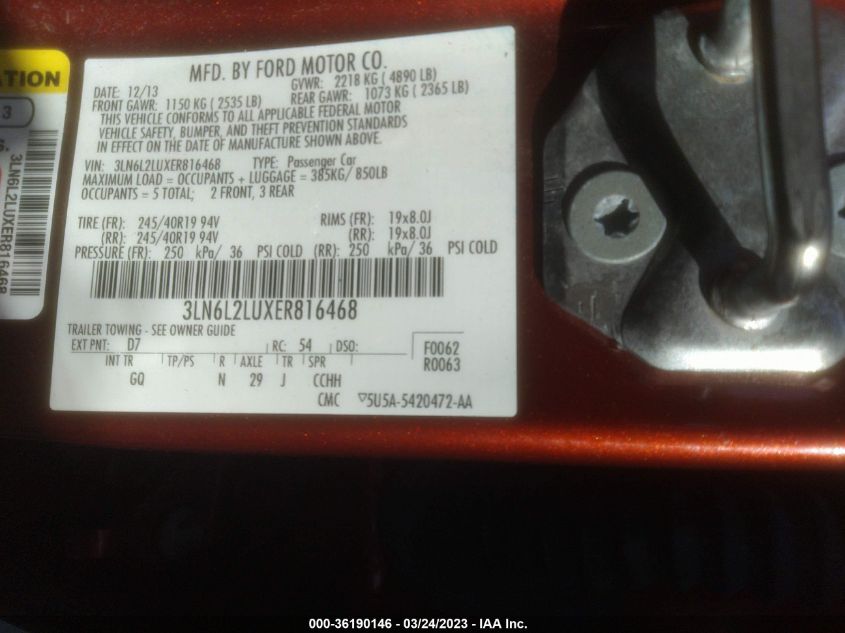 MFD. BY FORD MOTOR CO.
DATE: 12/13 GVWR: 2218 KG ( 4890 LB)
FRONT GAWR: 1150 KG ( 2535 LB) REAR GAWR: 1073 KG ( 2365 LB)
THIS VEHICLE CONFORMS TO ALL APPLICABLE FEDERAL MOTOR
VEHICLE SAFETY, BUMPER, AND THEFT PREVENTION STANDARDS
IN EFFECT ON THE DATE OF MANUFACTURE SHOWN ABOVE.
VIN: 3LN6L2LUXER816468 TYPE: Passenger Car
MAXIMUM LOAD = OCCUPANTS + LUGGAGE = 385KG/ 850LB
OCCUPANTS = 5 TOTAL; 2 FRONT, 3 REAR
TIRE (FR): 245/40R19 94V RIMS (FR): 19x8.0J
(RR): 245/40R19 94V (RR): 19x8.0J
PRESSURE (FR): 250 kPa/ 36 PSI COLD (RR): 250 kPa/ 36 PSI COLD
3LN6L2LUXER816468
TRAILER TOWING - SEE OWNER GUIDE
EXT PNT: D7 RC: 54 DSO: F0062
R0063
INT TR TP/PS R AXLE TR SPR
GQ N 29 J CCHH
CMC ▽5U5A-5420472-AA
ATION
3
3LN6L2LUXER816468
000-36190146 - 03/24/2023 - IAA Inc.